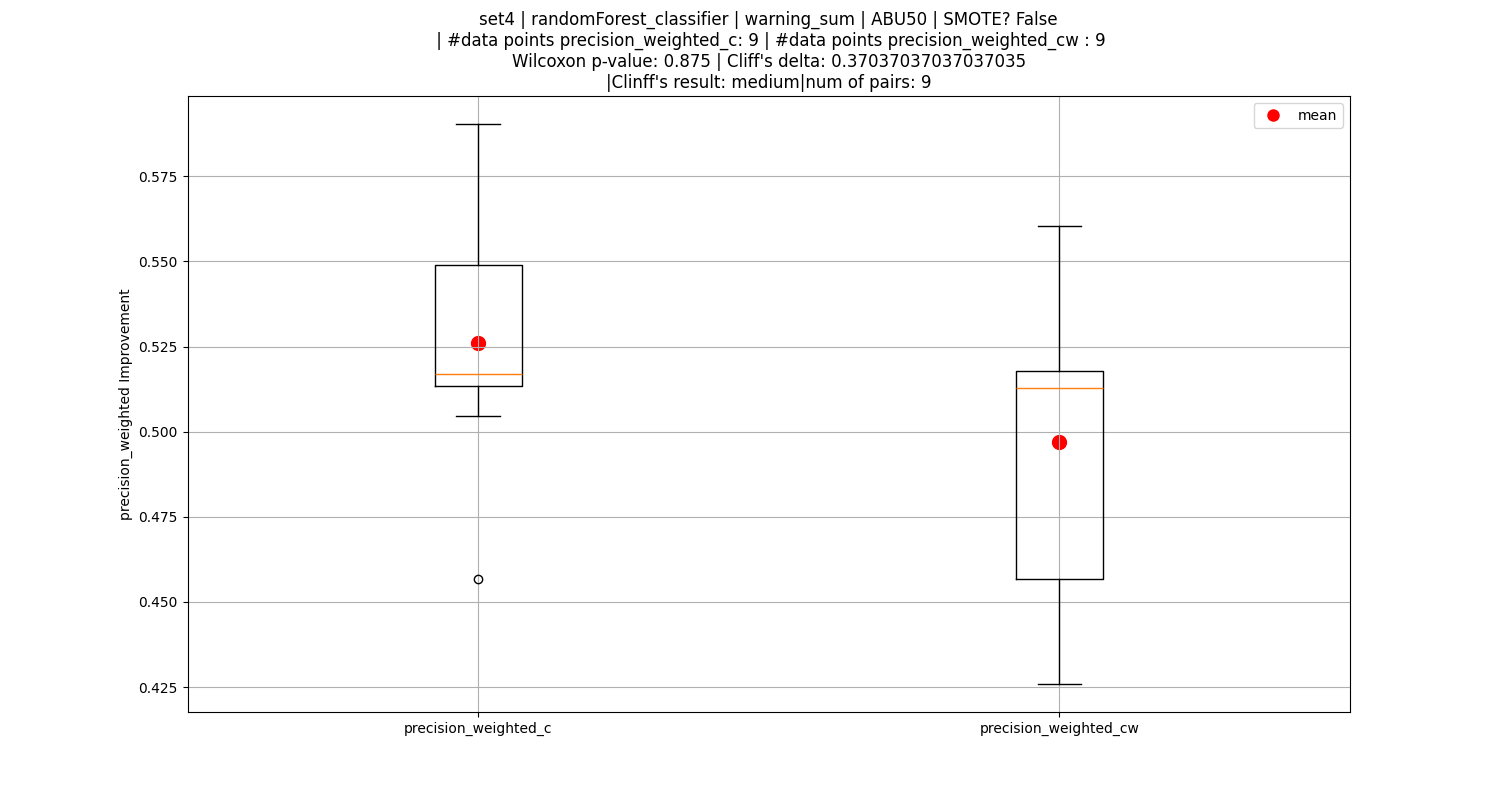 set4 | randomForest_classifier | warning_sum | ABU50 | SMOTE? False
| #data points precision_weighted_c: 9 | #data points precision_weighted_cw : 9
Wilcoxon p-value: 0.875 | Cliff's delta: 0.37037037037037035
|Clinff's result: medium|num of pairs: 9
mean
0.575
0.550
0.525
0.500
0.475
0.450
0.425
precision_weighted Improvement
precision_weighted_c
precision_weighted_cw